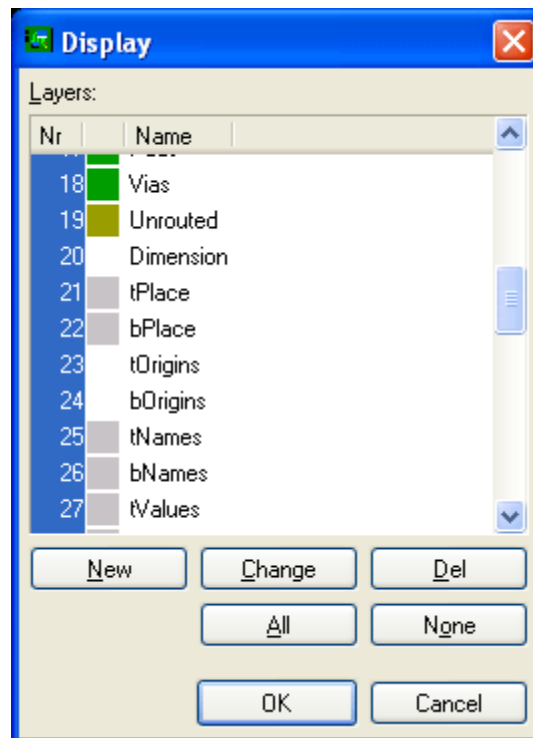 Display
Layers:
Nr Name
18 Vias
19 Unrouted
20 Dimension
21 tPlace
22 bPlace
23 tOrigins
24 bOrigins
25 tNames
26 bNames
27 tValues
New Change Del
All None
OK Cancel